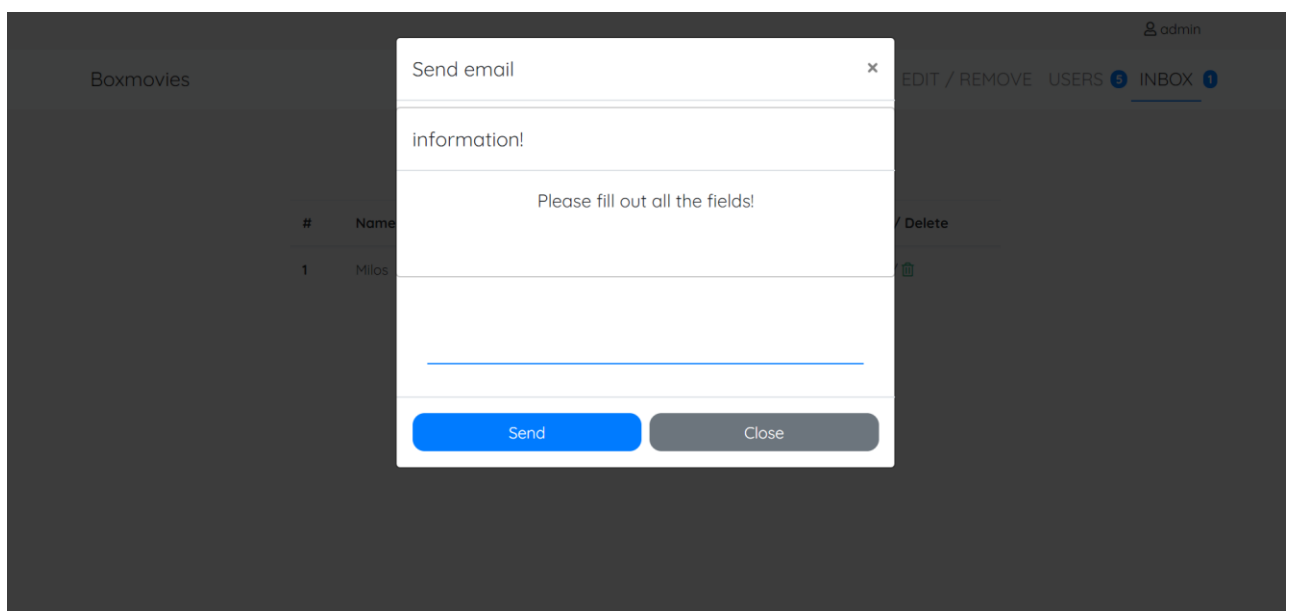 admin
Send email ×
Boxmovies
EDIT / REMOVE USERS 5 INBOX 1
information!
Please fill out all the fields!
# Name / Delete
1 Milos /
Send Close